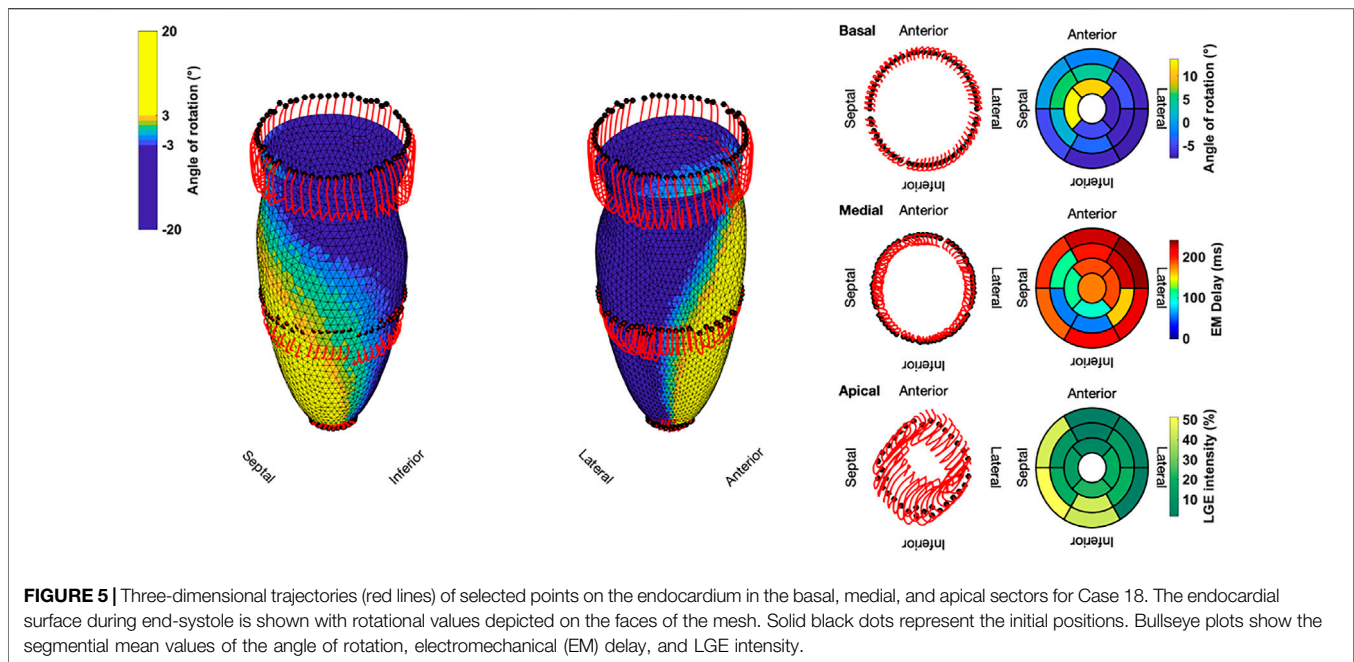 20
3
-3
-20
Angle of rotation (°)
Septal
Inferior
Lateral
Anterior
Basal
Anterior
Septal
Lateral
Inferior
Anterior
Septal
Lateral
Inferior
10
5
0
-5
Angle of rotation (°)
Medial
Anterior
Septal
Lateral
Inferior
Anterior
Septal
Lateral
Inferior
200
100
0
EM Delay (ms)
Apical
Anterior
Septal
Lateral
Inferior
Anterior
Septal
Lateral
Inferior
50
40
30
20
10
LGE intensity (%)
FIGURE 5 | Three-dimensional trajectories (red lines) of selected points on the endocardium in the basal, medial, and apical sectors for Case 18. The endocardial
surface during end-systole is shown with rotational values depicted on the faces of the mesh. Solid black dots represent the initial positions. Bullseye plots show the
segmential mean values of the angle of rotation, electromechanical (EM) delay, and LGE intensity.